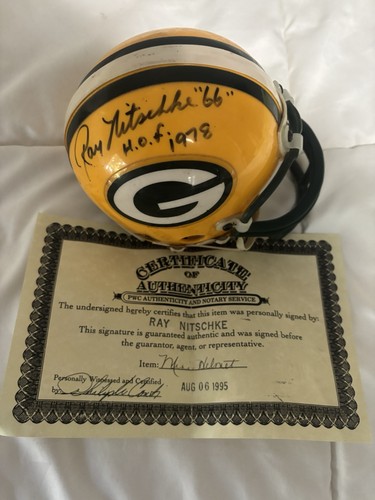 Ray Nitschke "66"
H.O.F 1978
G
CERTIFICATE
OF
AUTHENTICITY
PWC AUTHENTICITY AND NOTARY SERVICE
The undersigned hereby certifies that this item was personally signed by:
RAY NITSCHKE
This signature is guaranteed authentic and was signed before
the guarantor, agent, or representative.
Item:
Personally Witnessed and Certified
by
AUG 06 1995